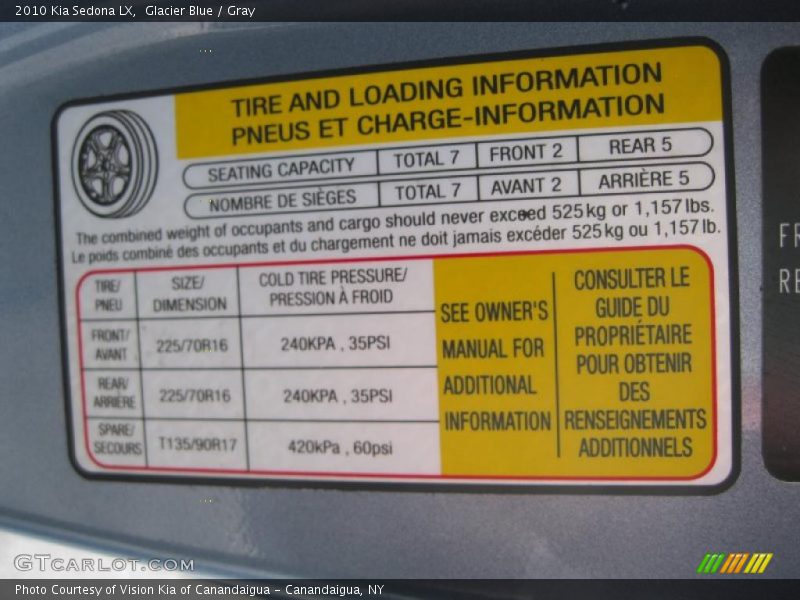 2010 Kia Sedona LX,  Glacier Blue / Gray
TIRE AND LOADING INFORMATION
PNEUS ET CHARGE-INFORMATION
SEATING CAPACITY TOTAL 7 FRONT 2 REAR 5
NOMBRE DE SIÈGES TOTAL 7 AVANT 2 ARRIÈRE 5
The combined weight of occupants and cargo should never exceed 525kg or 1,157 lbs.
Le poids combiné des occupants et du chargement ne doit jamais excéder 525kg ou 1,157 lb.
TIRE/
PNEU
SIZE/
DIMENSION
COLD TIRE PRESSURE/
PRESSION À FROID
FRONT/
AVANT
225/70R16
240KPA , 35PSI
REAR/
ARRIÈRE
225/70R16
240KPA , 35PSI
SPARE/
SECOURS
T135/90R17
420kPa , 60psi
SEE OWNER'S
MANUAL FOR
ADDITIONAL
INFORMATION
CONSULTER LE
GUIDE DU
PROPRIÉTAIRE
POUR OBTENIR
DES
RENSEIGNEMENTS
ADDITIONNELS
GTCARLOT.COM
Photo Courtesy of Vision Kia of Canandaigua - Canandaigua, NY